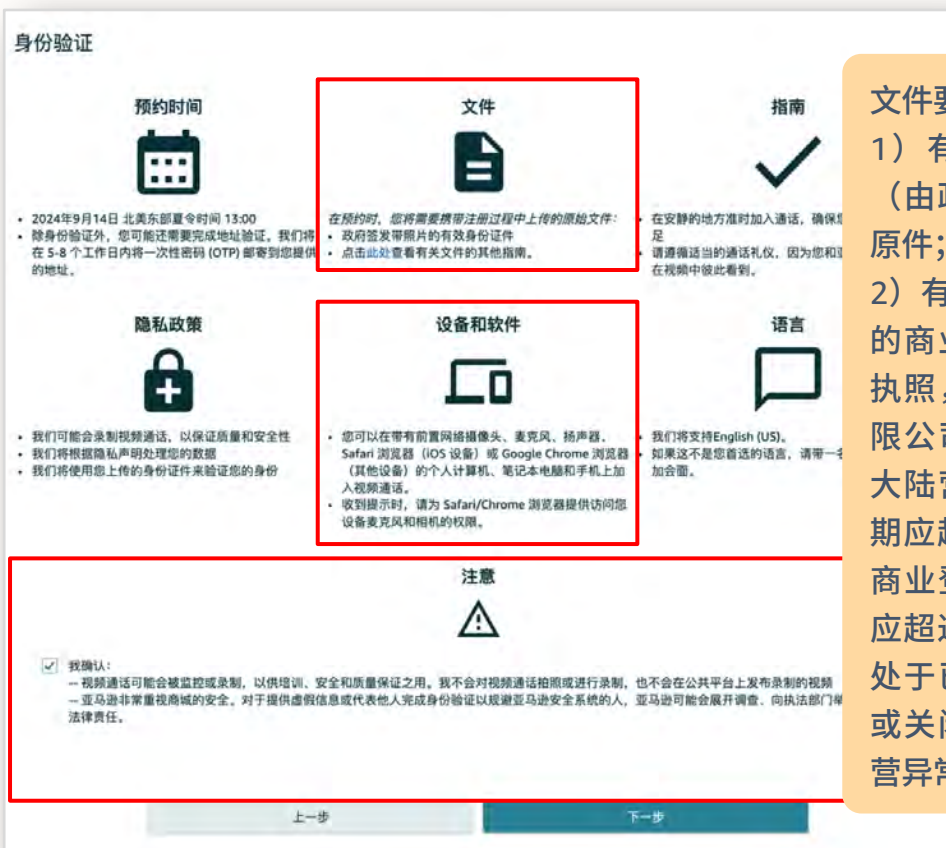 身份验证
预约时间
• 2024年9月14日 北美东部夏令时间 13:00
• 除身份验证外，您可能还需要完成地址验证。我们将
在 5-8 个工作日内将一次性密码 (OTP) 邮寄到您提供
的地址。
文件
在预约时，您将需要携带注册过程中上传的原始文件：
• 政府签发带照片的有效身份证件
• 点击此处查看有关文件的其他指南。
指南
• 在安静的地方准时加入通话，确保
足
• 请遵循适当的通话礼仪，因为您和
在视频中彼此看到。
隐私政策
• 我们可能会录制视频通话，以保证质量和安全性
• 我们将根据隐私声明处理您的数据
• 我们将使用您上传的身份证件来验证您的身份
设备和软件
• 您可以在带有前置网络摄像头、麦克风、扬声器、
Safari 浏览器（iOS 设备）或 Google Chrome 浏览器
（其他设备）的个人计算机、笔记本电脑和手机上加
入视频通话。
• 收到提示时，请为 Safari/Chrome 浏览器提供访问您
设备麦克风和相机的权限。
语言
• 我们将支持English (US)。
• 如果这不是您首选的语言，请带一
加会面。
注意
我确认：
— 视频通话可能会被监控或录制，以供培训、安全和质量保证之用。我不会对视频通话拍照或进行录制，也不会在公共平台上发布录制的视频
— 亚马逊非常重视商城的安全。对于提供虚假信息或代表他人完成身份验证以规避亚马逊安全系统的人，亚马逊可能会展开调查、向执法部门
法律责任。
上一步
下一步
文件
1）有
（由
原件；
2）有
的商
执照，
限公
大陆
期应
商业
应超
处于
或关
营异